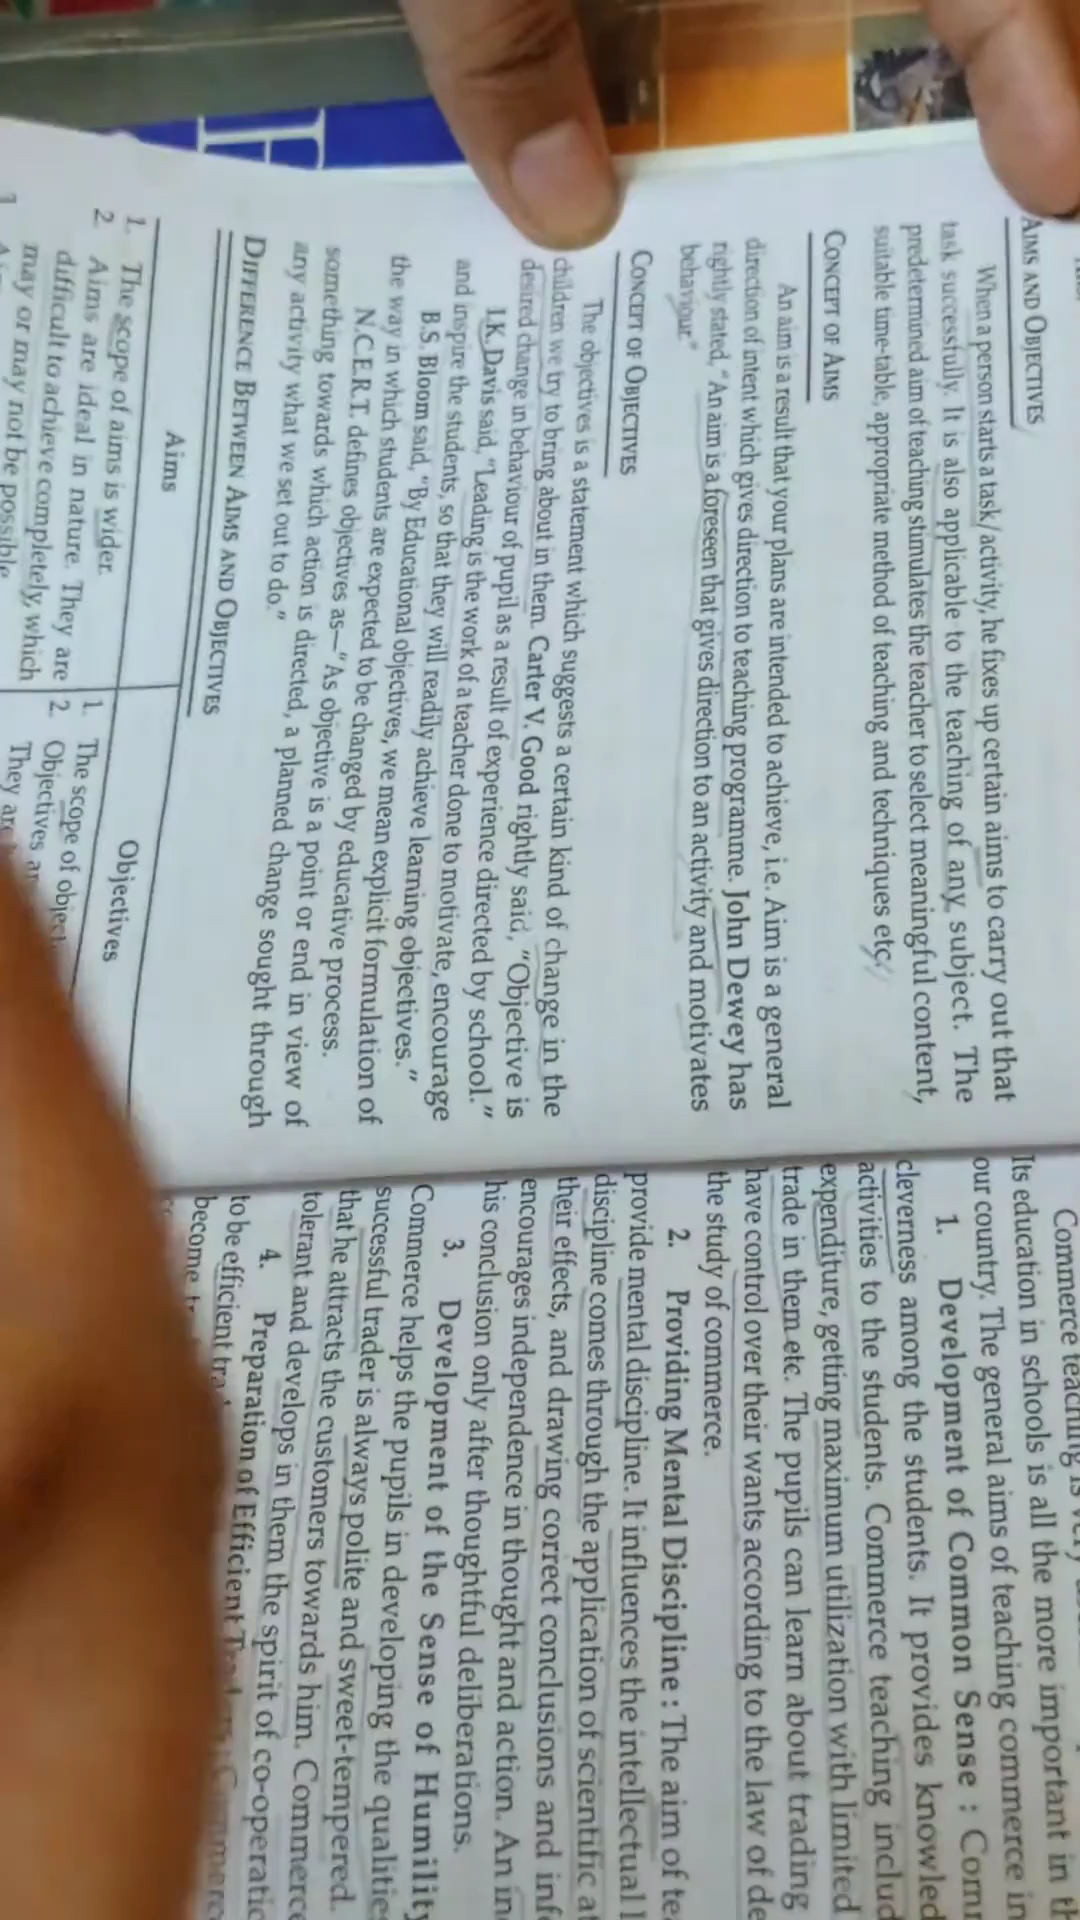 AIMS AND OBJECTIVES
When a person starts a task/activity, he fixes up certain aims to carry out that
task successfully. It is also applicable to the teaching of any subject. The
predetermined aim of teaching stimulates the teacher to select meaningful content,
suitable time-table, appropriate method of teaching and techniques etc.
CONCEPT OF AIMS
An aim is a result that your plans are intended to achieve, i.e. Aim is a general
direction of intent which gives direction to teaching programme. John Dewey has
rightly stated, "An aim is a foreseen that gives direction to an activity and motivates
behaviour."
CONCEPT OF OBJECTIVES
The objectives is a statement which suggests a certain kind of change in the
children we try to bring about in them. Carter V. Good rightly said, "Objective is
desired change in behaviour of pupil as a result of experience directed by school."
I.K. Davis said, "Leading is the work of a teacher done to motivate, encourage
and inspire the students, so that they will readily achieve learning objectives."
B.S. Bloom said, "By Educational objectives, we mean explicit formulation of
the way in which students are expected to be changed by educative process.
N.C.E.R.T. defines objectives as—"As objective is a point or end in view of
something towards which action is directed, a planned change sought through
any activity what we set out to do."
DIFFERENCE BETWEEN AIMS AND OBJECTIVES
Aims
1. The scope of aims is wider.
2. Aims are ideal in nature. They are
difficult to achieve completely, which
may or may not be possible
Objectives
1. The scope of
2. Objectives
They
Commerce teaching is
Its education in schools is all the more important in
our country. The general aims of teaching commerce in
1. Development of Common Sense :
cleverness among the students. It provides
activities to the students. Commerce teaching
expenditure, getting maximum utilization with limited
trade in them etc. The pupils can learn about trading
have control over their wants according to the law of
the study of commerce.
2. Providing Mental Discipline : The aim of
provide mental discipline. It influences the intellectual
discipline comes through the application of scientific
their effects, and drawing correct conclusions and
encourages independence in thought and action. An
his conclusion only after thoughtful deliberations.
3. Development of the Sense of Humility
Commerce helps the pupils in developing the qualities
successful trader is always polite and sweet-tempered.
that he attracts the customers towards him. Commerce
tolerant and develops in them the spirit of
4. Preparation of Efficient
to be efficient
become